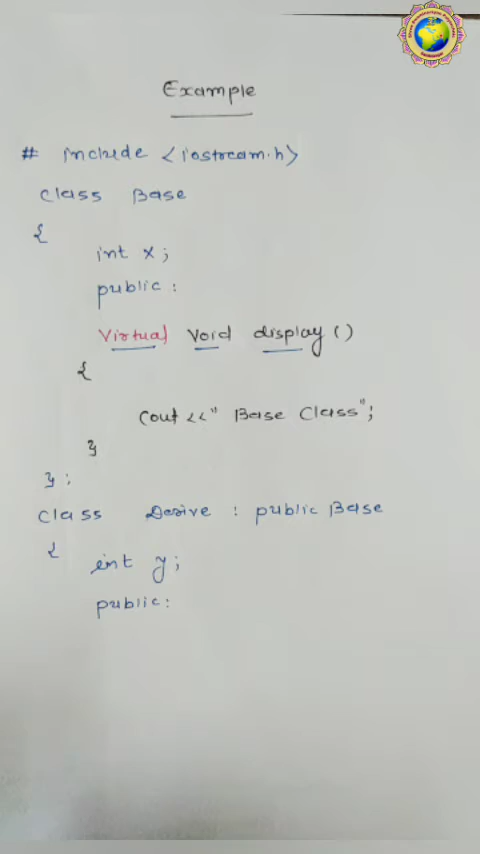 Example
# include <iostream.h>
class Base
{
int x;
public:
Virtual Void display()
{
Cout <<" Base Class";
}
};
class Derive : public Base
{
int y;
public: